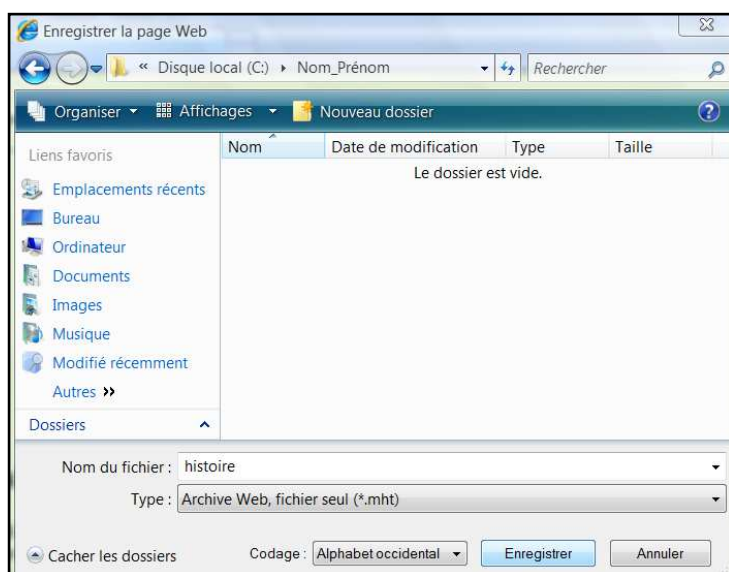 Enregistrer la page Web
« Disque local (C:) Nom_Prénom Rechercher
Organiser Affichages Nouveau dossier ?
Liens favoris
Emplacements récents
Bureau
Ordinateur
Documents
Images
Musique
Modifié récemment
Autres »
Dossiers
Nom Date de modification Type Taille
Le dossier est vide.
Nom du fichier : histoire
Type : Archive Web, fichier seul (*.mht)
Cacher les dossiers Codage : Alphabet occidental Enregistrer Annuler